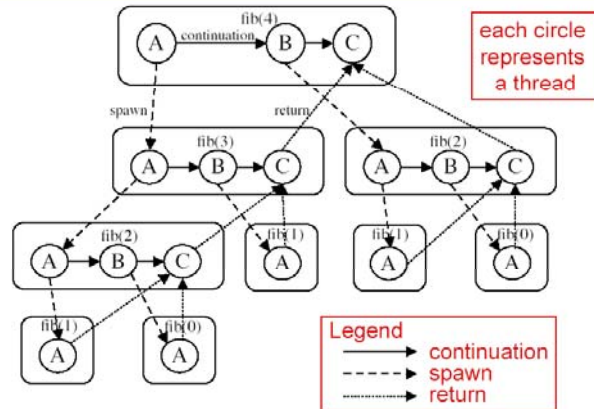 fib(4)
A continuation B C
each circle
represents
a thread
spawn
return
fib(3)
A B C
fib(2)
A B C
fib(2)
A B C
fib(1)
A
fib(1)
A
fib(0)
A
fib(1)
A
fib(0)
A
Legend
continuation
spawn
return